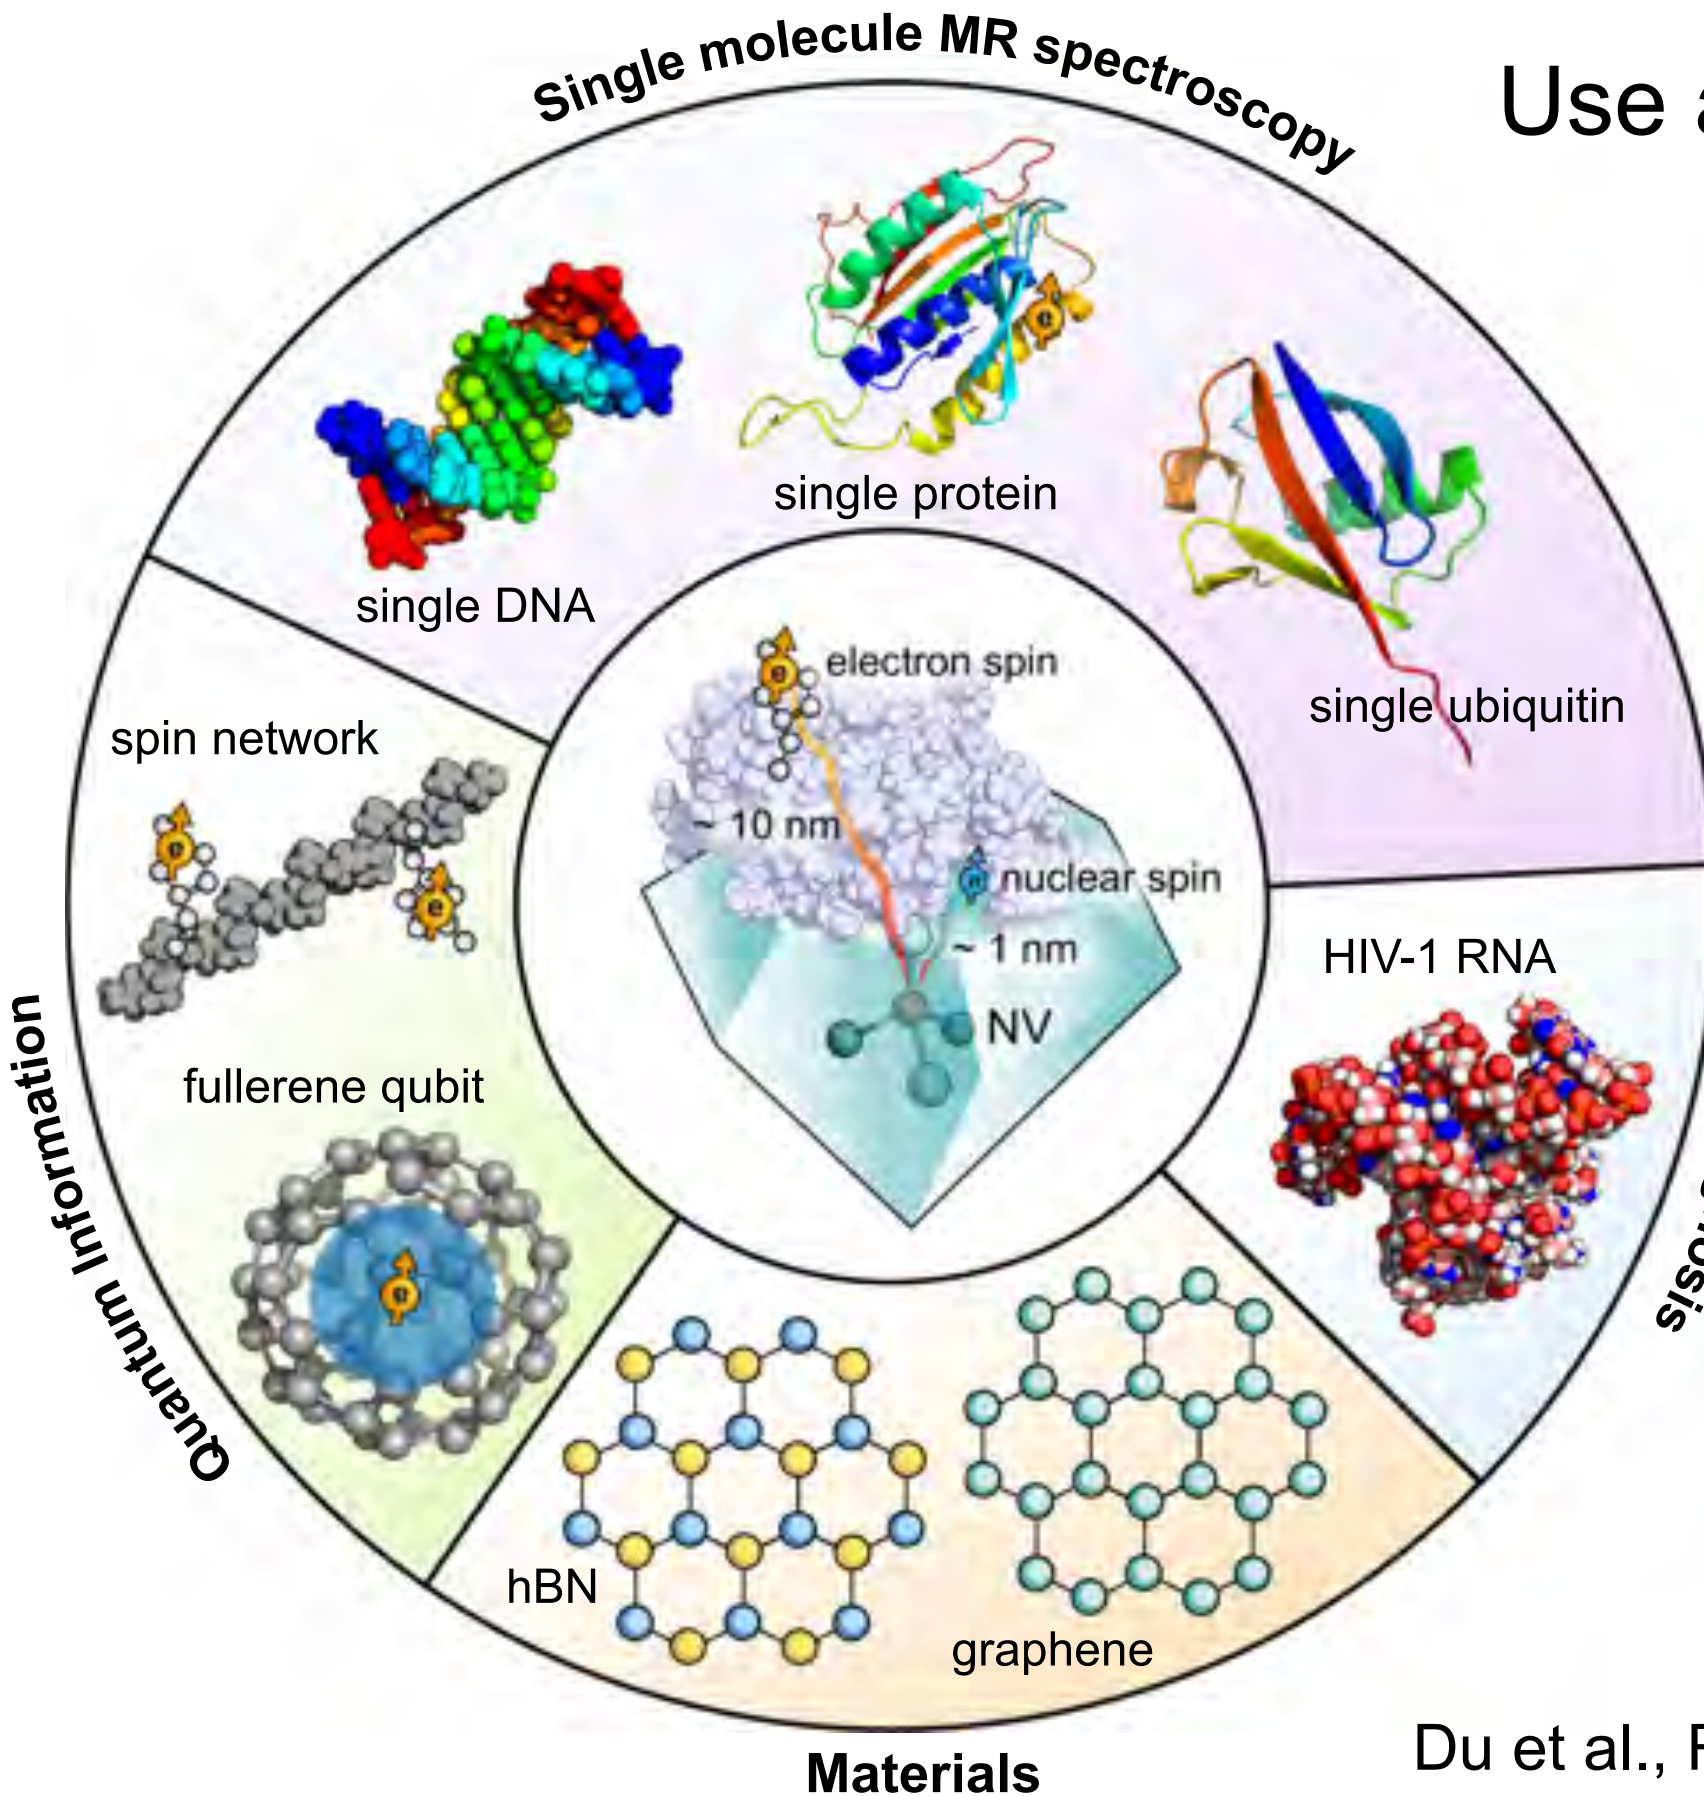 Single molecule MR spectroscopy
Use
single protein
single DNA
single ubiquitin
electron spin
spin network
~ 10 nm
nuclear spin
~ 1 nm
HIV-1 RNA
NV
fullerene qubit
Quantum Information
hBN
graphene
Materials
Du et al.,
e
e
e
e
e